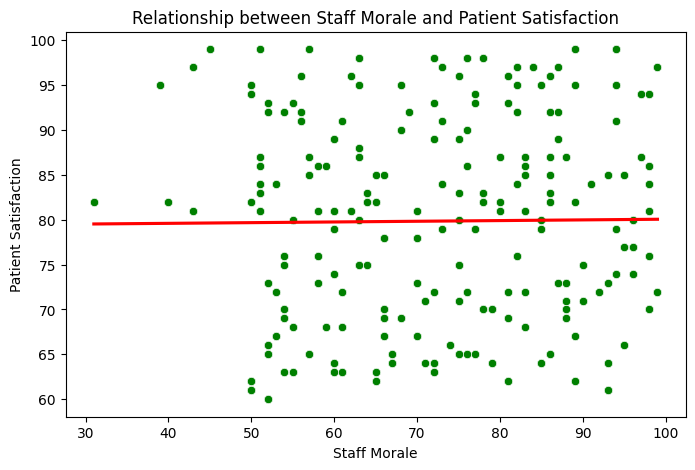 Relationship between Staff Morale and Patient Satisfaction
100
95
90
85
80
75
70
65
60
Patient Satisfaction
30 40 50 60 70 80 90 100
Staff Morale